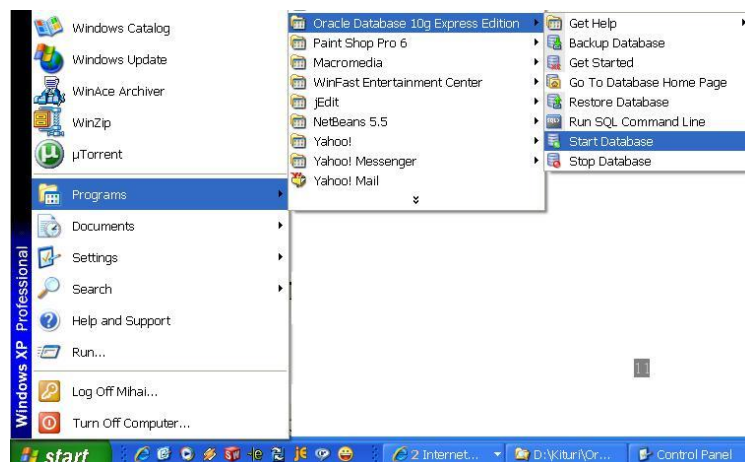 Windows Catalog
Windows Update
WinAce Archiver
WinZip
µTorrent
Programs
Documents
Settings
Search
Help and Support
Run...
Log Off Mihai...
Turn Off Computer...
Windows XP Professional
Oracle Database 10g Express Edition
Paint Shop Pro 6
Macromedia
WinFast Entertainment Center
jEdit
NetBeans 5.5
Yahoo!
Yahoo! Messenger
Yahoo! Mail
Get Help
Backup Database
Get Started
Go To Database Home Page
Restore Database
Run SQL Command Line
Start Database
Stop Database
11
start
2 Internet...
D:\Kituri\Or...
Control Panel